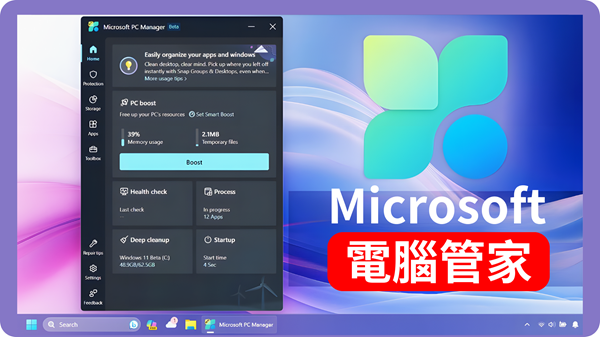 Microsoft PC Manager Beta
Home
Protection
Storage
Apps
Toolbox
Repair tips
Settings
Feedback
Easily organize your apps and windows
Clean desktop, clear mind. Pick up where you left off
instantly with Snap Groups & Desktops, even when...
More usage tips >
PC boost
Free up your PC's resources Set Smart Boost
39%
Memory usage
2.1MB
Temporary files
Boost
Health check
Last check
--
Process
In progress
12 Apps
Deep cleanup
Windows 11 Beta (C:)
48.9GB/62.5GB
Startup
Start time
4 Sec
Microsoft
電腦管家
Search
Microsoft PC Manager